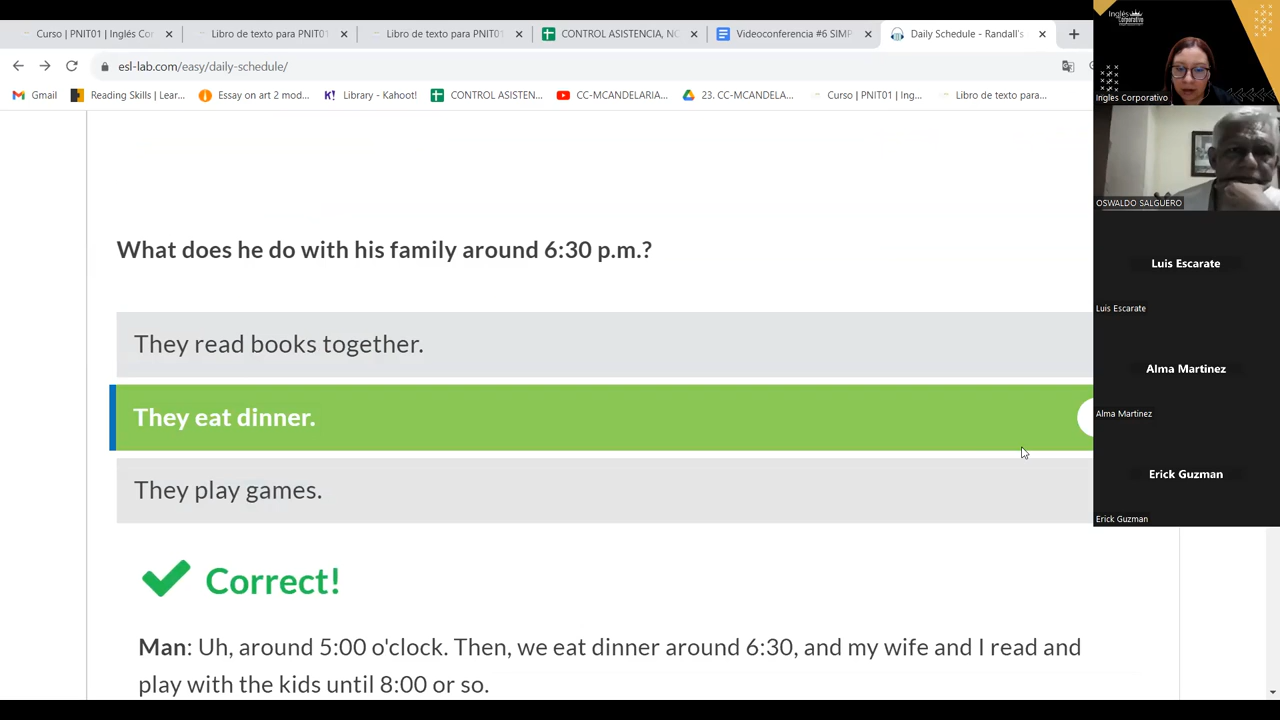 Curso | PNIT01 | Inglés Cor
Libro de texto para PNIT01
Libro de texto para PNIT01
CONTROL ASISTENCIA, NO
Videoconferencia #6 SIMP
Daily Schedule - Randall's
esl-lab.com/easy/daily-schedule/
Gmail
Reading Skills | Lear...
Essay on art 2 mod...
Library - Kahoot!
CONTROL ASISTEN...
CC-MCANDELARIA...
23. CC-MCANDELA...
Curso | PNIT01 | Ing...
Libro de texto para...
What does he do with his family around 6:30 p.m.?
They read books together.
They eat dinner.
They play games.
Correct!
Man: Uh, around 5:00 o'clock. Then, we eat dinner around 6:30, and my wife and I read and
play with the kids until 8:00 or so.
Inglés
Corporativo
Ingles Corporativo
OSWALDO SALGUERO
Luis Escarate
Luis Escarate
Alma Martinez
Alma Martinez
Erick Guzman
Erick Guzman